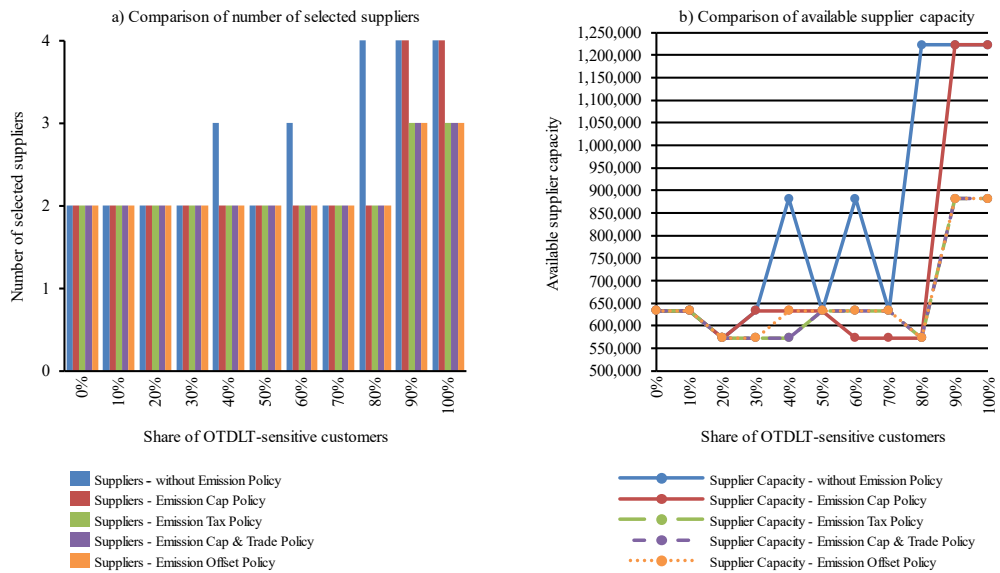 a) Comparison of number of selected suppliers
Number of selected suppliers
4
3
2
1
0
0%
10%
20%
30%
40%
50%
60%
70%
80%
90%
100%
Share of OTDLT-sensitive customers
Suppliers - without Emission Policy
Suppliers - Emission Cap Policy
Suppliers - Emission Tax Policy
Suppliers - Emission Cap & Trade Policy
Suppliers - Emission Offset Policy
b) Comparison of available supplier capacity
Available supplier capacity
1,250,000
1,200,000
1,150,000
1,100,000
1,050,000
1,000,000
950,000
900,000
850,000
800,000
750,000
700,000
650,000
600,000
550,000
500,000
0%
10%
20%
30%
40%
50%
60%
70%
80%
90%
100%
Share of OTDLT-sensitive customers
Supplier Capacity - without Emission Policy
Supplier Capacity - Emission Cap Policy
Supplier Capacity - Emission Tax Policy
Supplier Capacity - Emission Cap & Trade Policy
Supplier Capacity - Emission Offset Policy